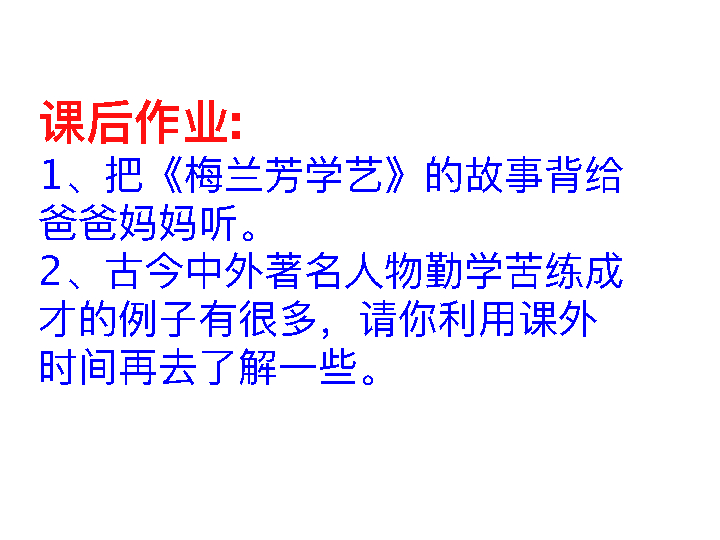 课后作业:
1、把《梅兰芳学艺》的故事背给
爸爸妈妈听。
2、古今中外著名人物勤学苦练成
才的例子有很多，请你利用课外
时间再去了解一些。